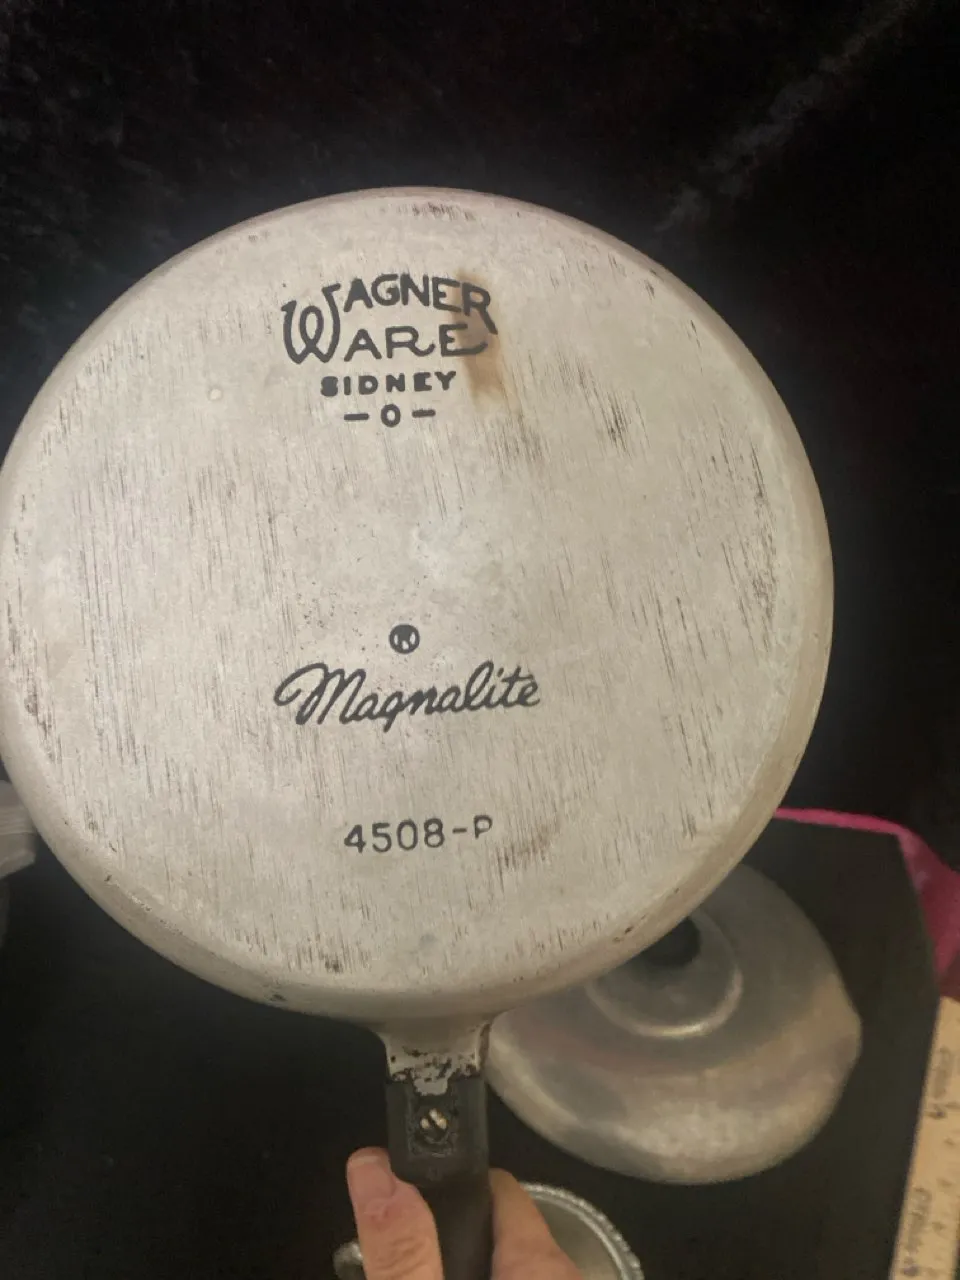 WAGNER
WARE
SIDNEY
-O-
®
Magnalite
4508-P